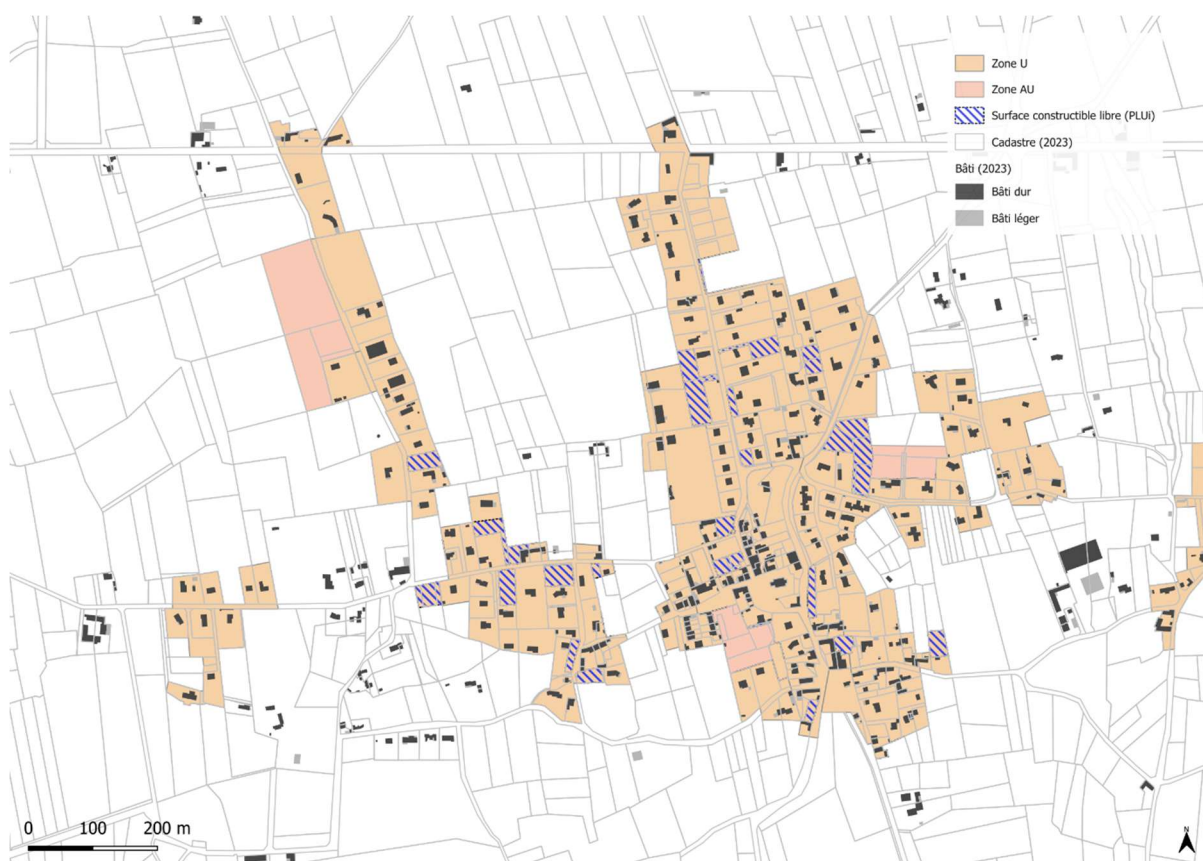 Zone U
Zone AU
Surface constructible libre (PLUi)
Cadastre (2023)
Bâti (2023)
Bâti dur
Bâti léger
0 100 200 m
N